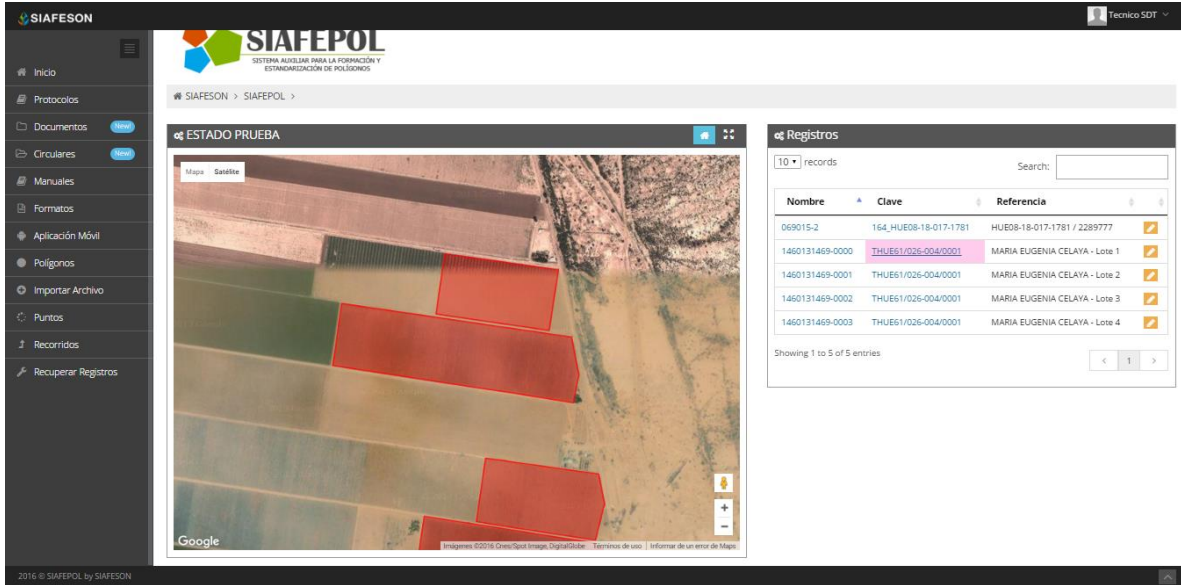 SIAFESON
Tecnico SDT
Inicio
Protocolos
Documentos New!
Circulares New!
Manuales
Formatos
Aplicación Móvil
Polígonos
Importar Archivo
Puntos
Recorridos
Recuperar Registros
SIAFEPOL
SISTEMA AUXILIAR PARA LA FORMACIÓN Y
ESTANDARIZACIÓN DE POLÍGONOS
SIAFESON > SIAFEPOL >
ESTADO PRUEBA
Mapa Satélite
Google
Imágenes ©2016 Cnes/Spot Image, DigitalGlobe Términos de uso Informar de un error de Maps
Registros
10 records Search:
Nombre Clave Referencia
069015-2 164_HUE08-18-017-1781 HUE08-18-017-1781 / 2289777
1460131469-0000 THUE61/026-004/0001 MARIA EUGENIA CELAYA - Lote 1
1460131469-0001 THUE61/026-004/0001 MARIA EUGENIA CELAYA - Lote 2
1460131469-0002 THUE61/026-004/0001 MARIA EUGENIA CELAYA - Lote 3
1460131469-0003 THUE61/026-004/0001 MARIA EUGENIA CELAYA - Lote 4
Showing 1 to 5 of 5 entries
< 1 >
2016 © SIAFEPOL by SIAFESON